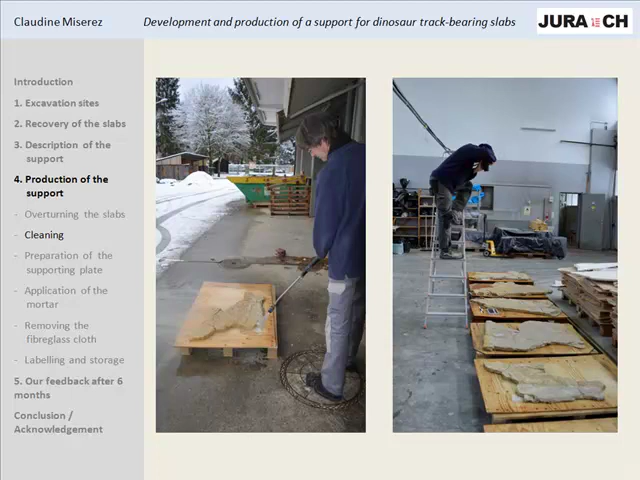 Claudine Miserez
Development and production of a support for dinosaur track-bearing slabs
JURA CH
Introduction
1. Excavation sites
2. Recovery of the slabs
3. Description of the
support
4. Production of the
support
- Overturning the slabs
- Cleaning
- Preparation of the
supporting plate
- Application of the
mortar
- Removing the
fibreglass cloth
- Labelling and storage
5. Our feedback after 6
months
Conclusion /
Acknowledgement